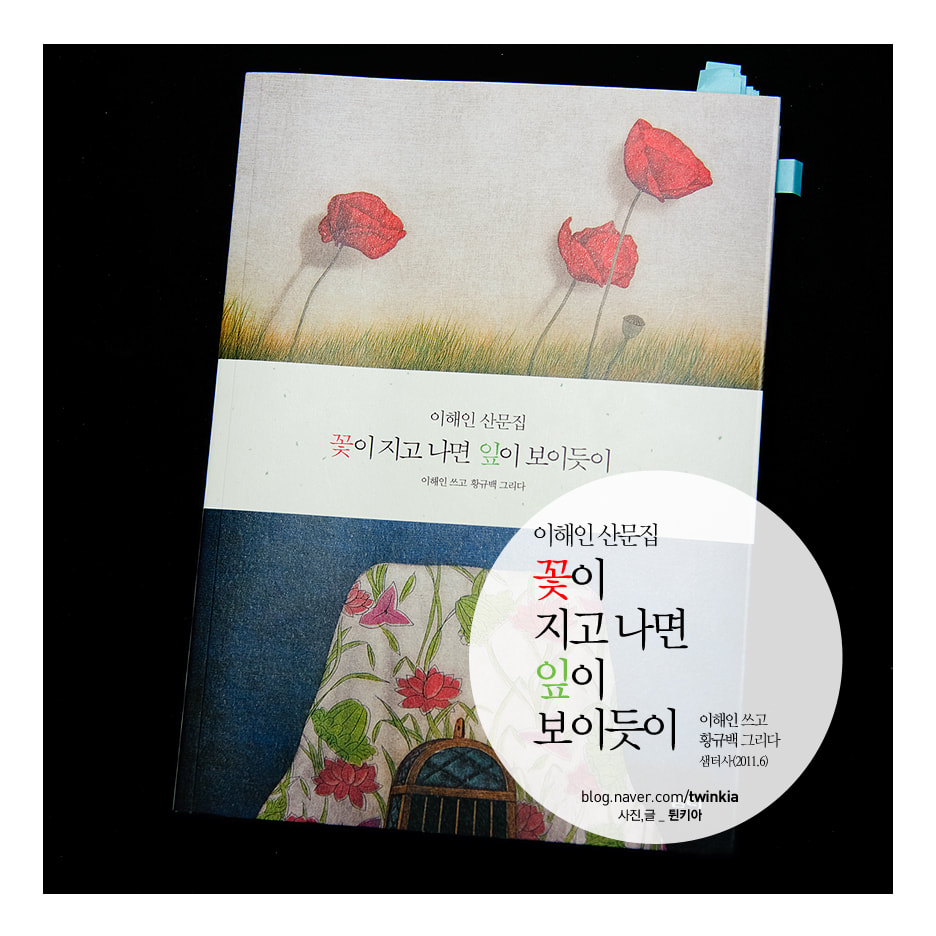 이해인 산문집
꽃이 지고 나면 잎이 보이듯이
이해인 쓰고 황규백 그리다
이해인 산문집
꽃이
지고 나면
잎이
보이듯이
이해인 쓰고
황규백 그리다
샘터사(2011.6)
blog.naver.com/twinkia
사진,글 _ 튄키아